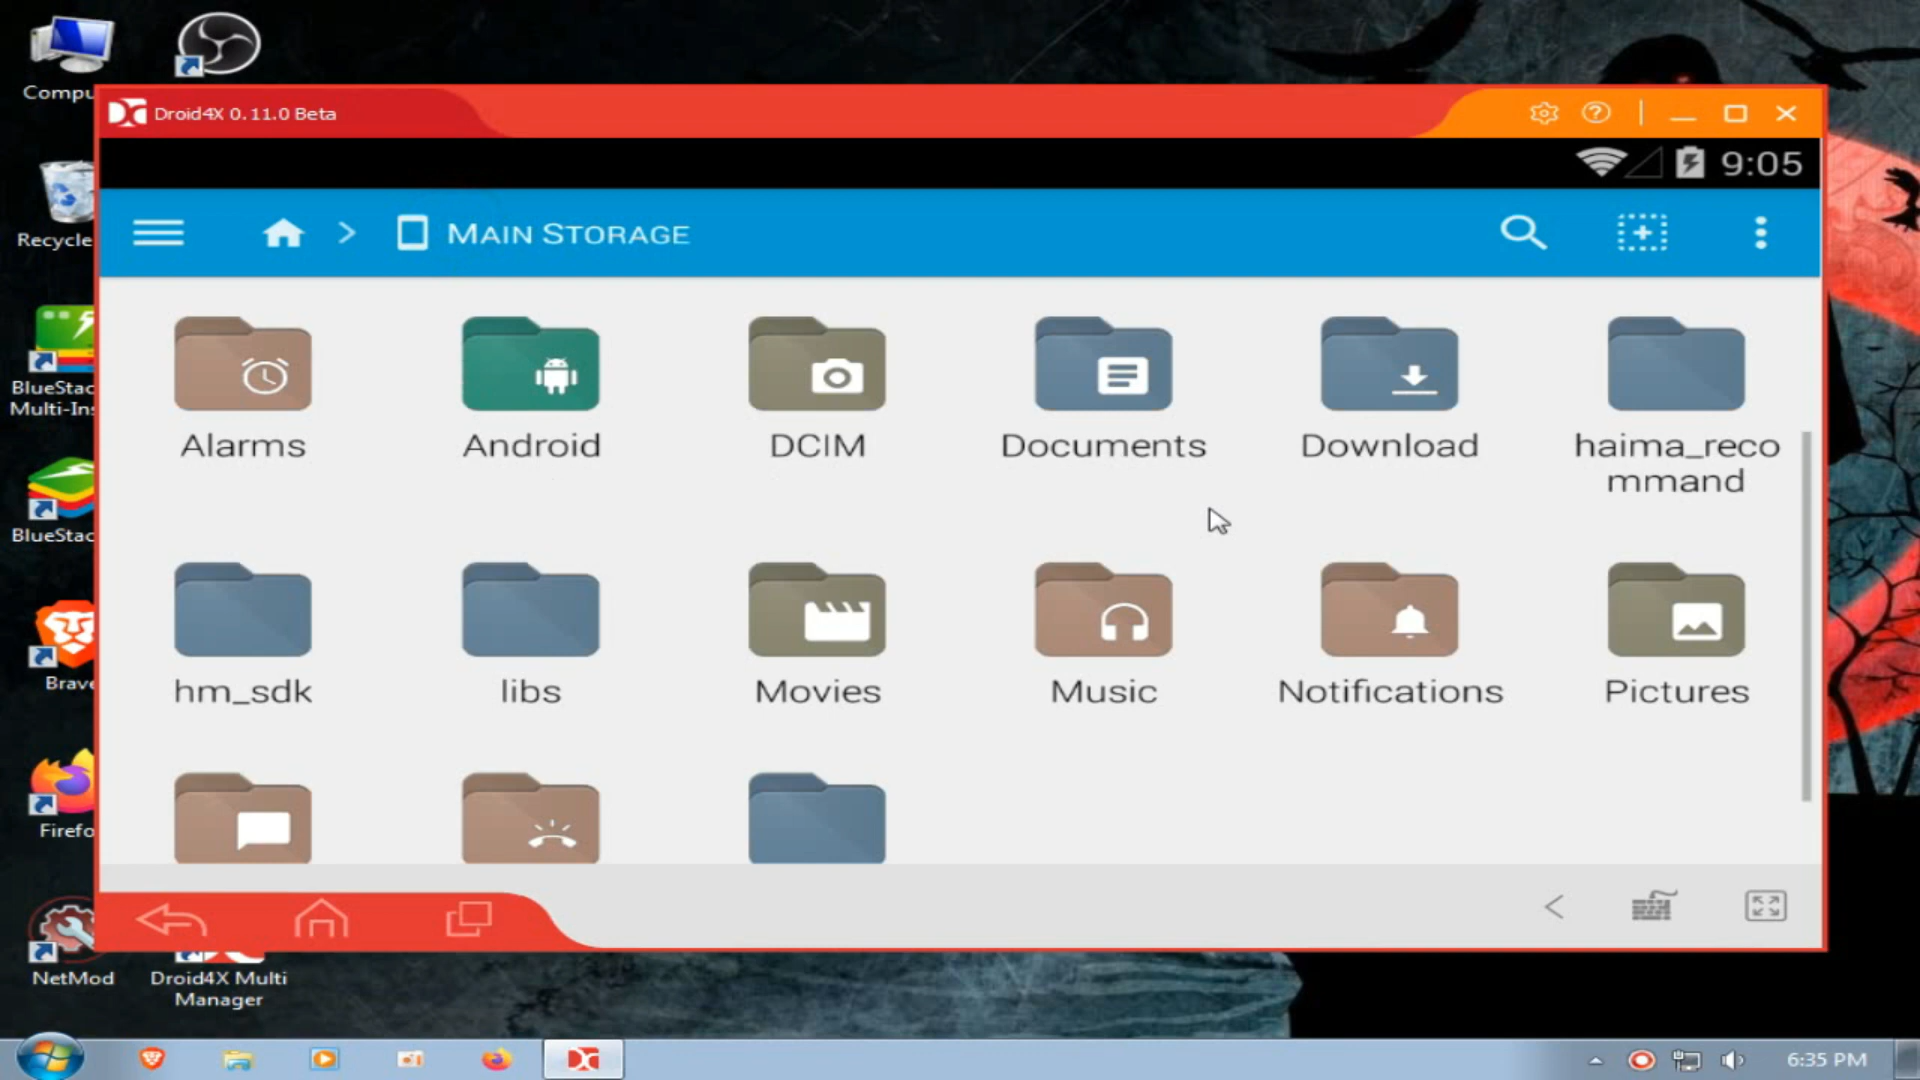 Compu
Droid4X 0.11.0 Beta
9:05
MAIN STORAGE
Recycle
Alarms
Android
DCIM
Documents
Download
haima_reco
mmand
BlueStac
Multi-Ins
BlueStac
hm_sdk
libs
Movies
Music
Notifications
Pictures
Brave
Firefo
NetMod
Droid4X Multi
Manager
6:35 PM